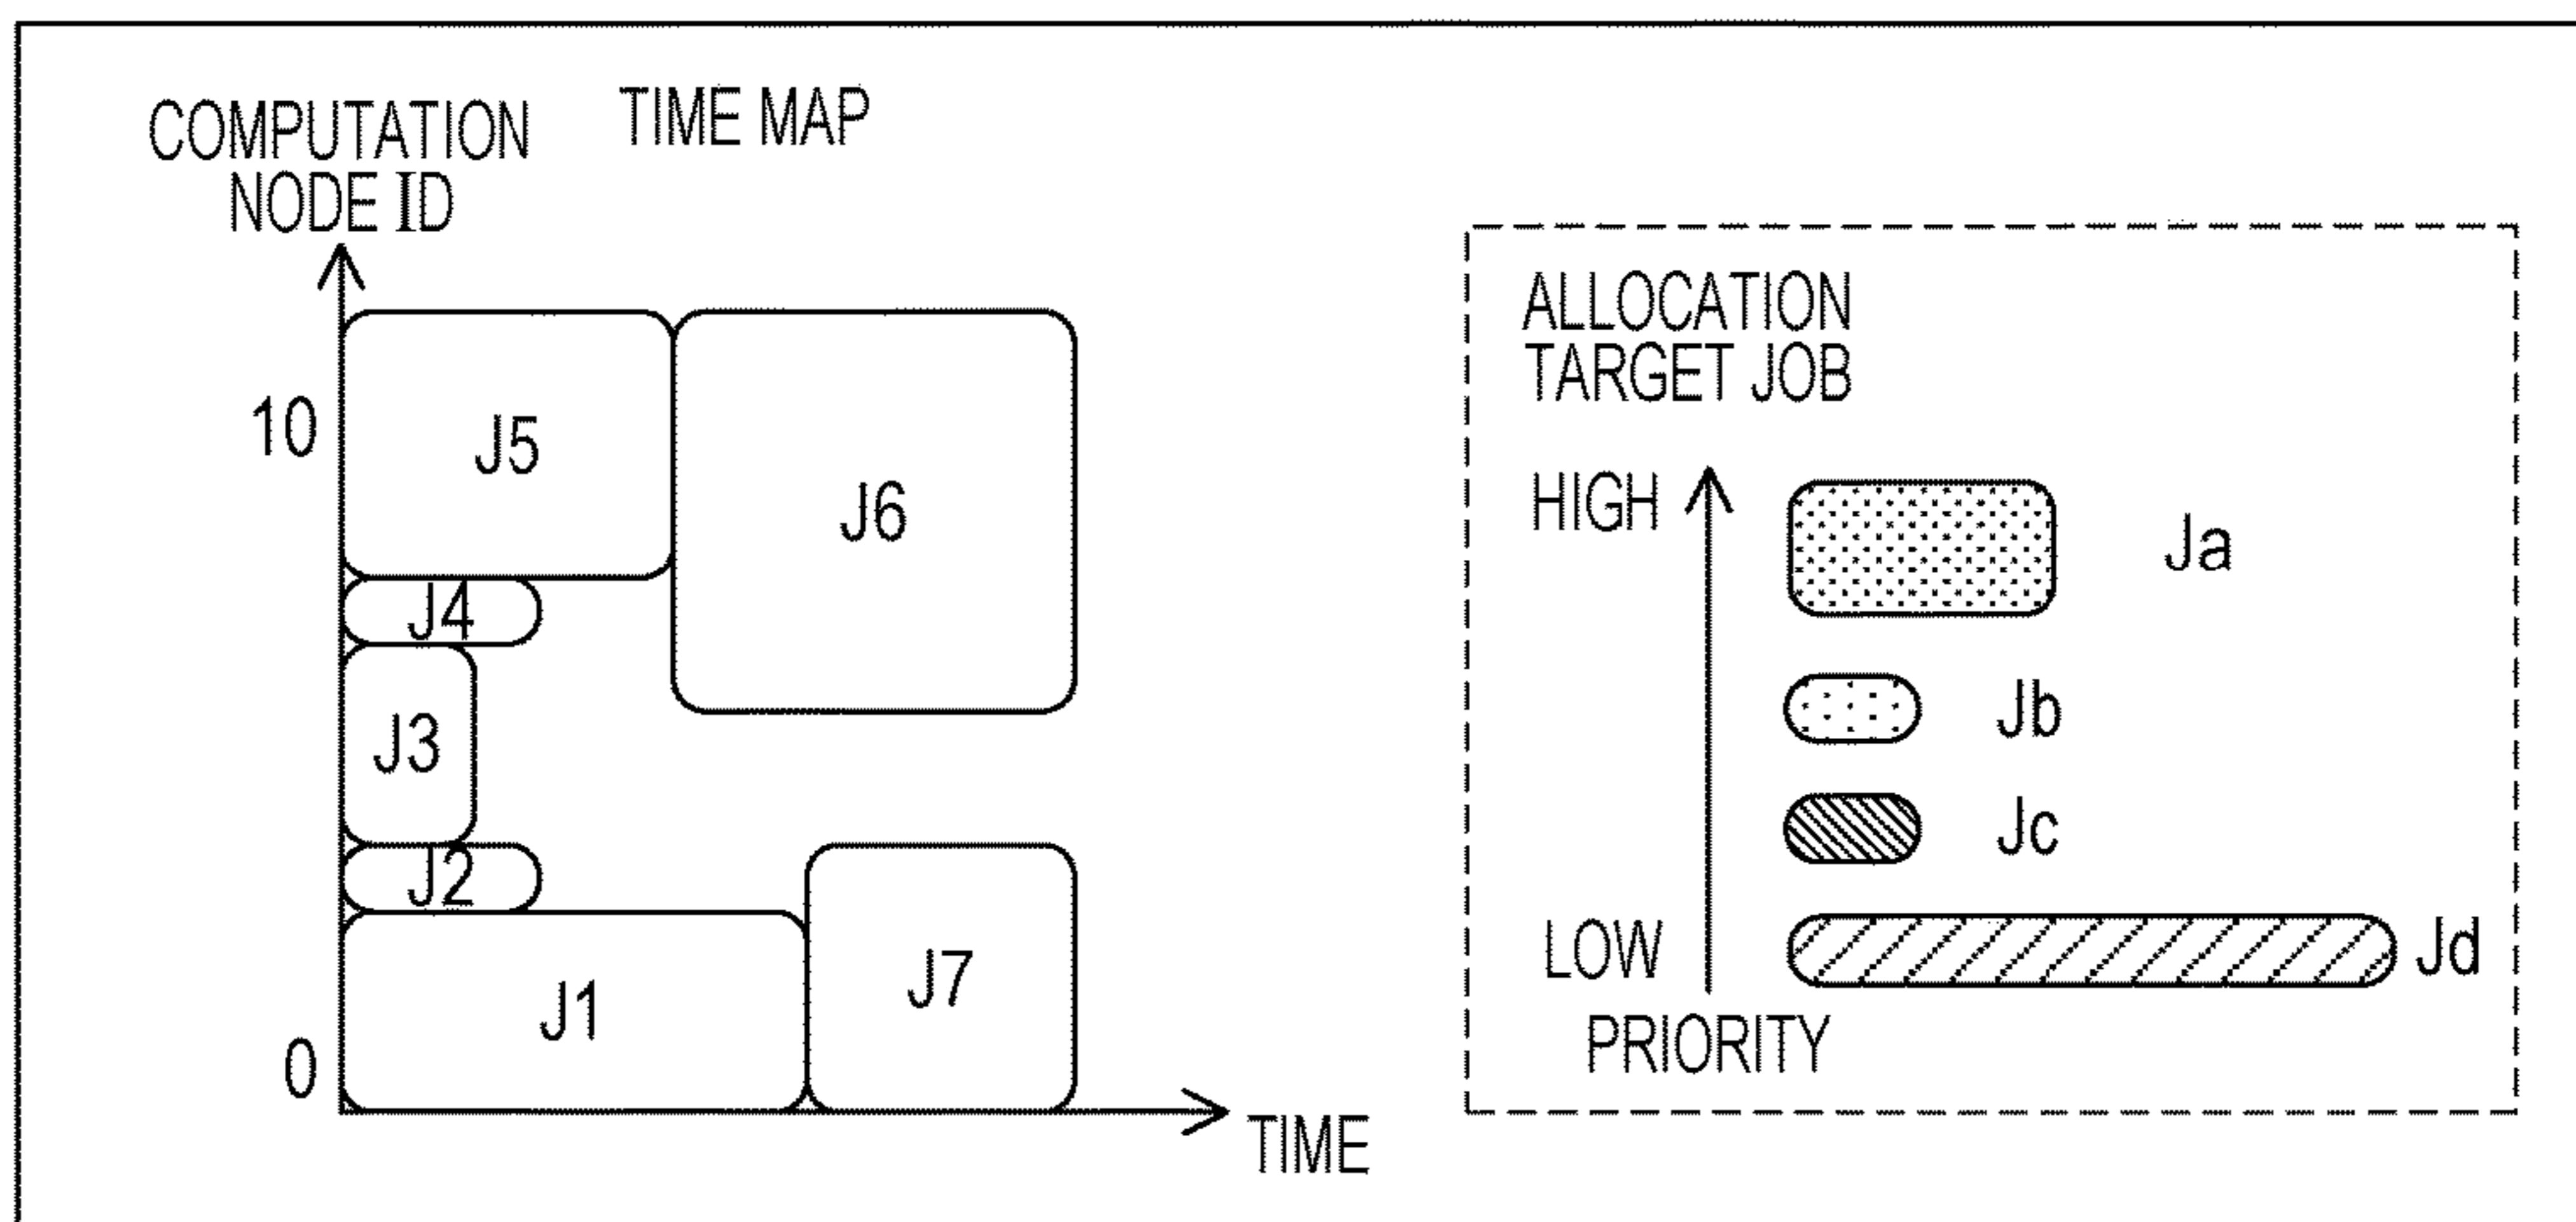 COMPUTATION
NODE ID
TIME MAP
10
0
J5
J6
J4
J3
J2
J1
J7
TIME
ALLOCATION
TARGET JOB
HIGH
Ja
Jb
Jc
LOW
Jd
PRIORITY